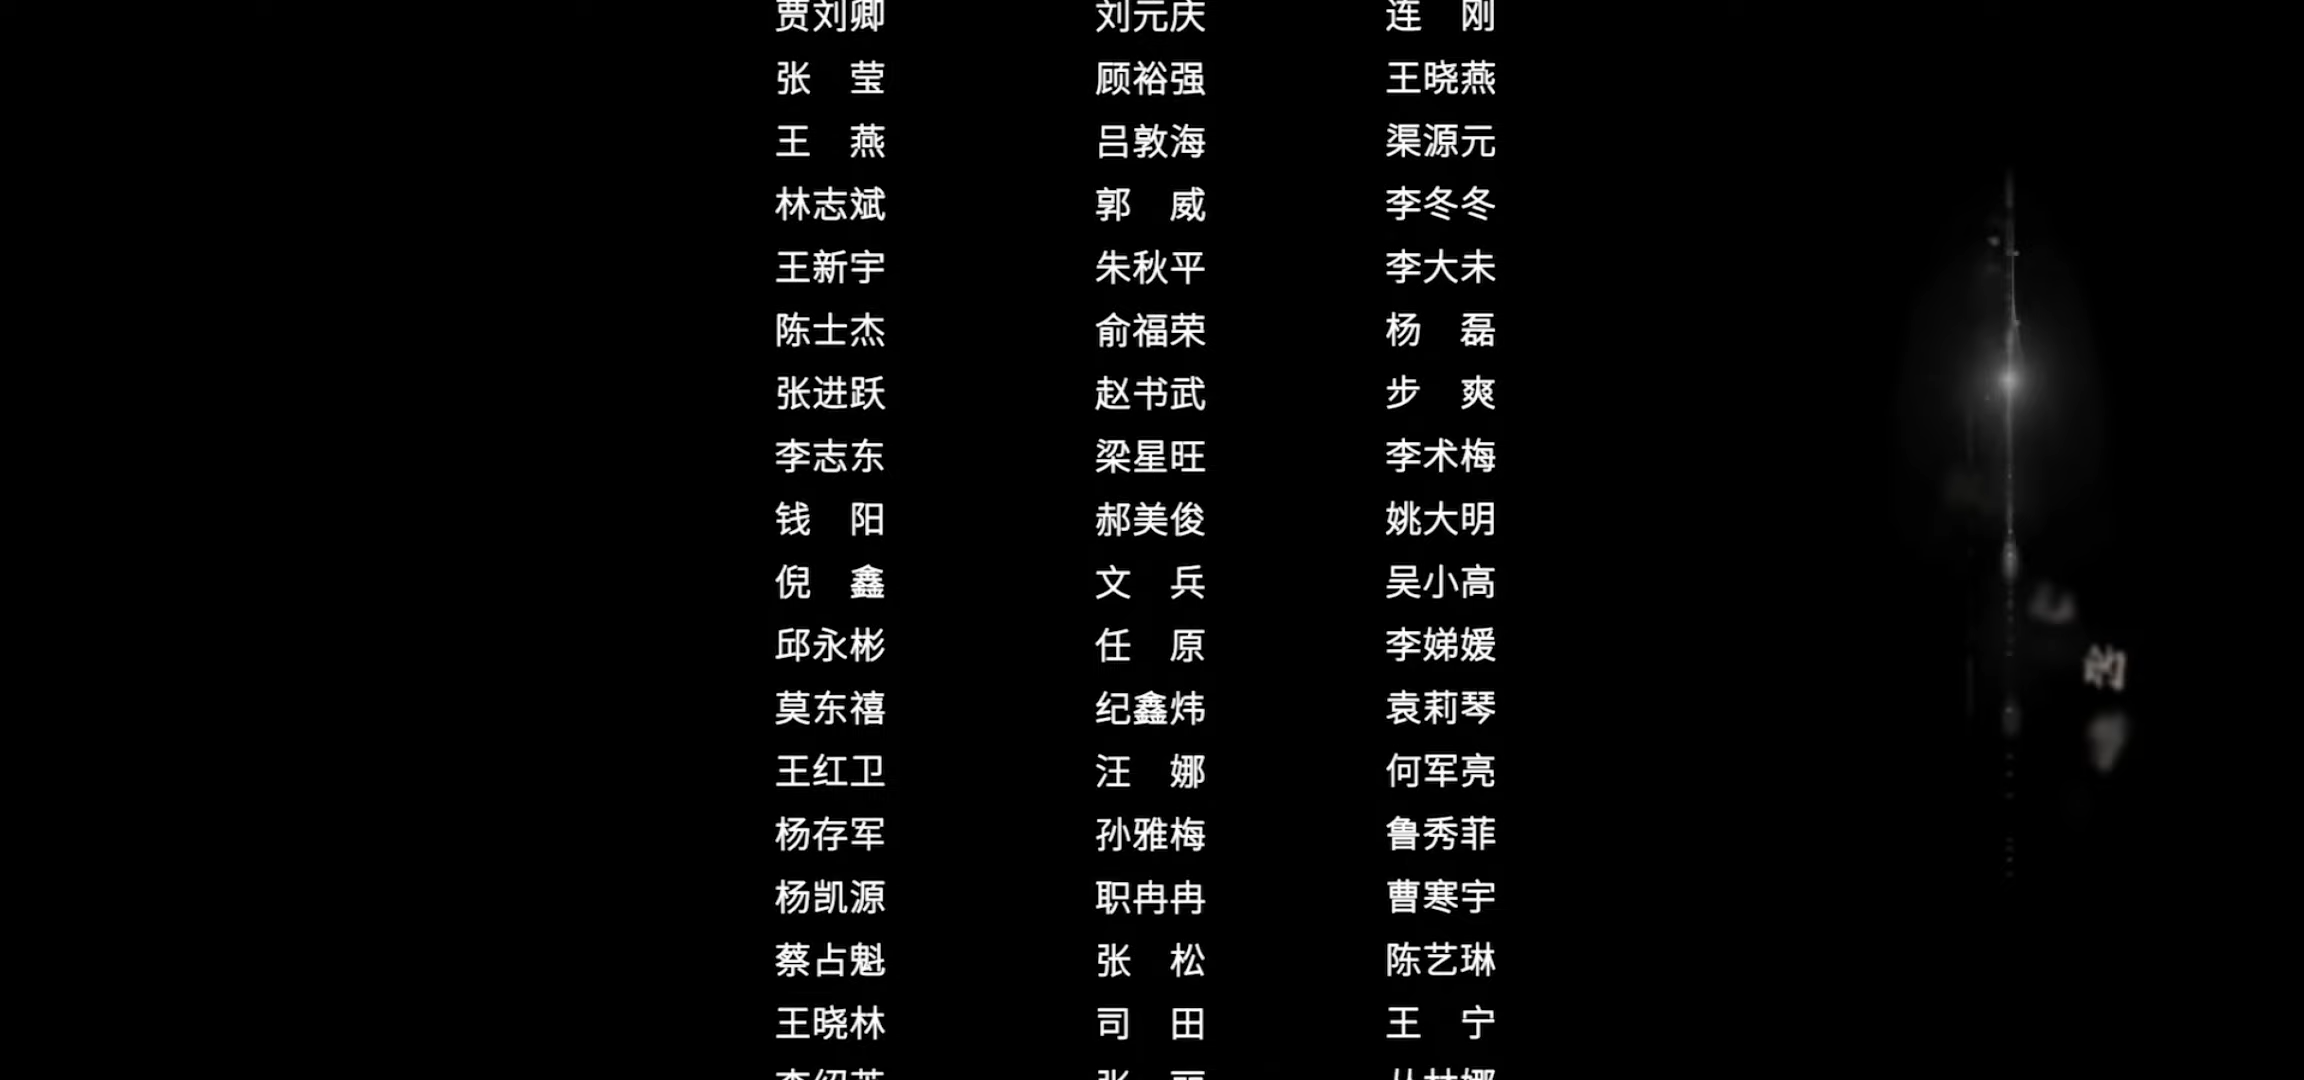 贾刘卿 刘元庆 连 刚
张 莹 顾裕强 王晓燕
王 燕 吕敦海 渠源元
林志斌 郭 威 李冬冬
王新宇 朱秋平 李大未
陈士杰 俞福荣 杨 磊
张进跃 赵书武 步 爽
李志东 梁星旺 李术梅
钱 阳 郝美俊 姚大明
倪 鑫 文 兵 吴小高
邱永彬 任 原 李娣媛
莫东禧 纪鑫炜 袁莉琴
王红卫 汪 娜 何军亮
杨存军 孙雅梅 鲁秀菲
杨凯源 职冉冉 曹寒宇
蔡占魁 张 松 陈艺琳
王晓林 司 田 王 宁